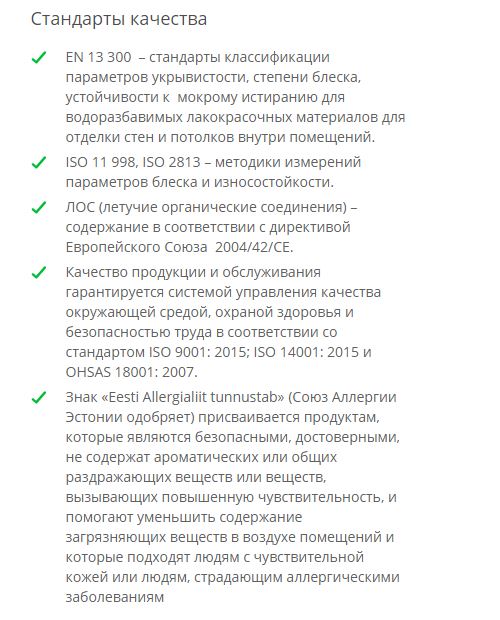 Стандарты качества
EN 13 300 – стандарты классификации
параметров укрывистости, степени блеска,
устойчивости к мокрому истиранию для
водоразбавимых лакокрасочных материалов для
отделки стен и потолков внутри помещений.
ISO 11 998, ISO 2813 – методики измерений
параметров блеска и износостойкости.
ЛОС (летучие органические соединения) –
содержание в соответствии с директивой
Европейского Союза 2004/42/CE.
Качество продукции и обслуживания
гарантируется системой управления качества
окружающей средой, охраной здоровья и
безопасностью труда в соответствии со
стандартом ISO 9001: 2015; ISO 14001: 2015 и
OHSAS 18001: 2007.
Знак «Eesti Allergialiit tunnustab» (Союз Аллергии
Эстонии одобряет) присваивается продуктам,
которые являются безопасными, достоверными,
не содержат ароматических или общих
раздражающих веществ или веществ,
вызывающих повышенную чувствительность, и
помогают уменьшить содержание
загрязняющих веществ в воздухе помещений и
которые подходят людям с чувствительной
кожей или людям, страдающим аллергическими
заболеваниям